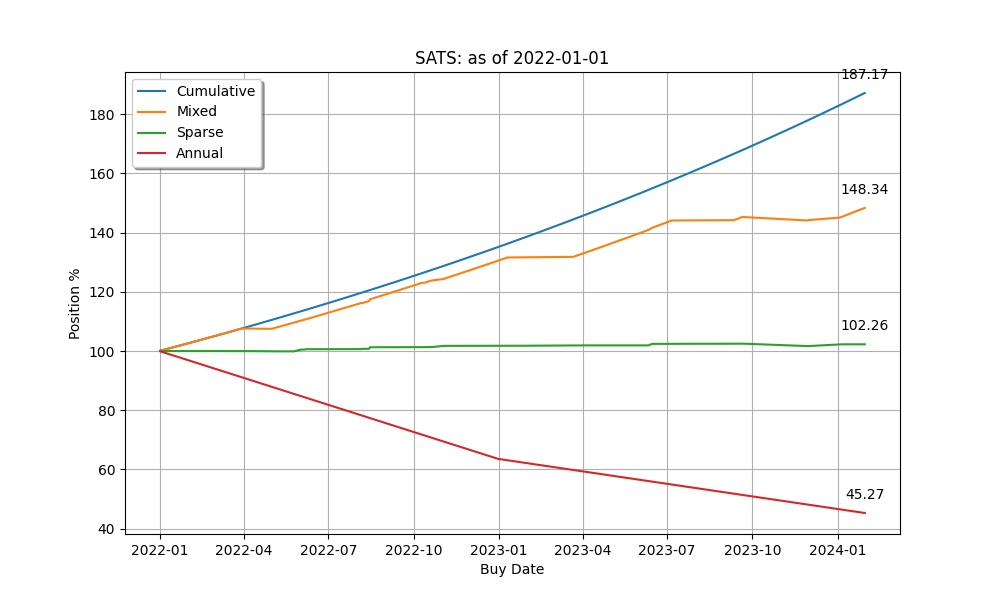 SATS: as of 2022-01-01
187.17
Cumulative
Mixed
Sparse
Annual
148.34
102.26
45.27
180
160
140
120
100
80
60
40
Position %
2022-01 2022-04 2022-07 2022-10 2023-01 2023-04 2023-07 2023-10 2024-01
Buy Date